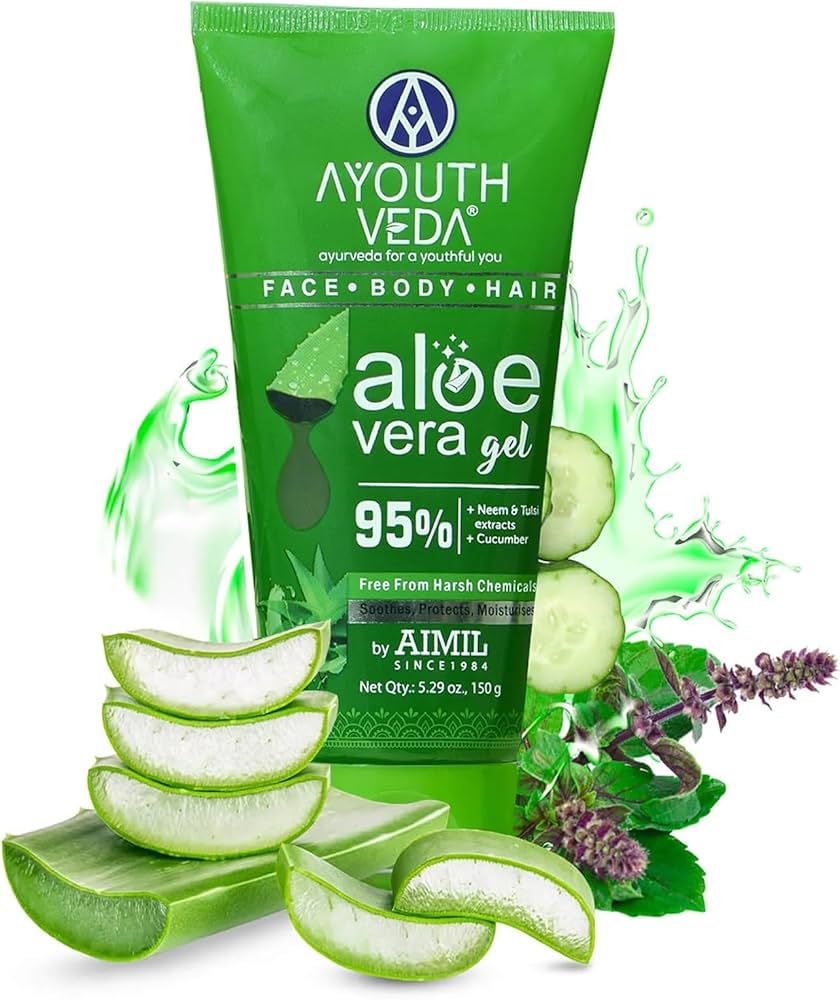 AYOUTH
VEDA®
ayurveda for a youthful you
FACE • BODY • HAIR
aloe
vera gel
95%
+ Neem & Tulsi
extracts
+ Cucumber
Free From Harsh Chemicals
Soothes, Protects, Moisturises
by AIMIL
SINCE1984
Net Qty.: 5.29 oz., 150 g